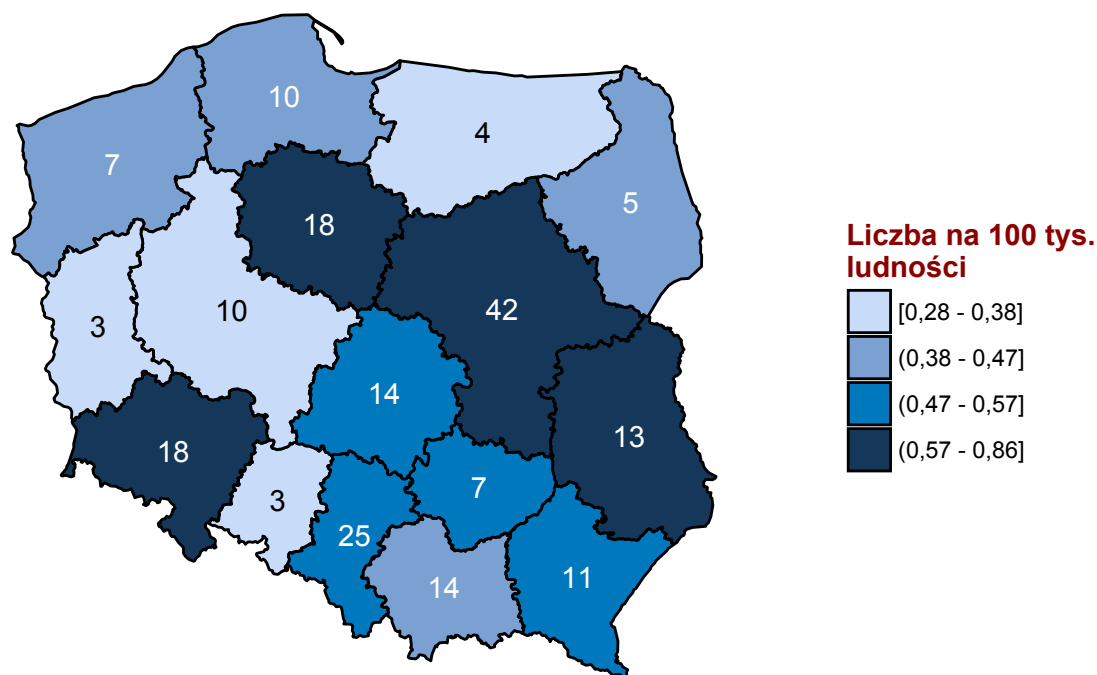 10
4
7
5
18
42
10
3
14
13
18
7
3
25
11
14
Liczba na 100 tys.
ludności
[0,28 - 0,38]
(0,38 - 0,47]
(0,47 - 0,57]
(0,57 - 0,86]